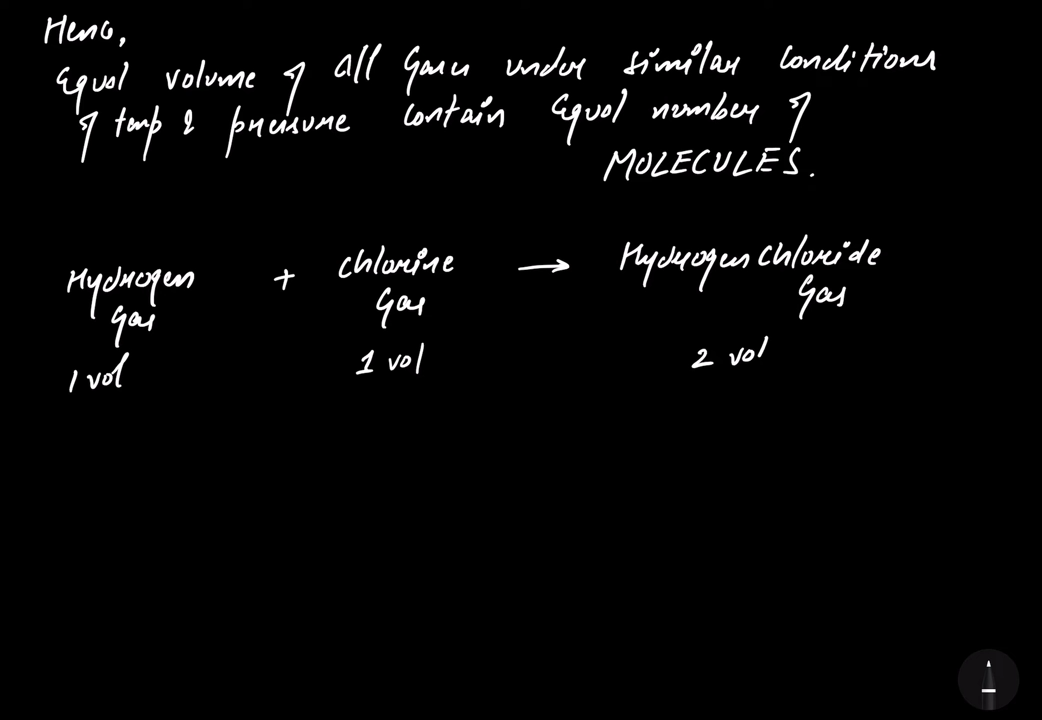 Hence,
Equal volume of all Gases under similar conditions
of temp & pressure contain Equal number of
MOLECULES.
Hydrogen + Chlorine → Hydrogen Chloride
Gas Gas Gas
1 vol 1 vol 2 vol